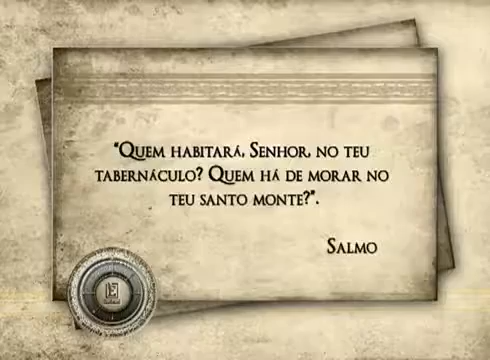 "Quem habitará, Senhor, no teu
tabernáculo? Quem há de morar no
teu santo monte?".
Salmo